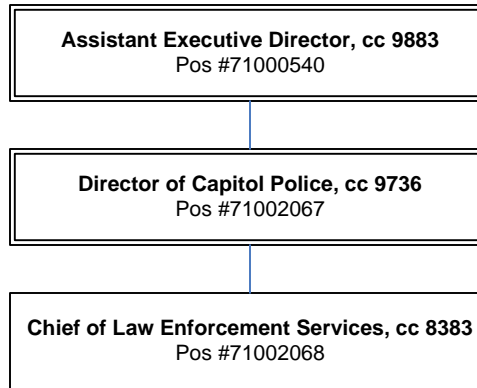 Assistant Executive Director, cc 9883
Pos #71000540
Director of Capitol Police, cc 9736
Pos #71002067
Chief of Law Enforcement Services, cc 8383
Pos #71002068